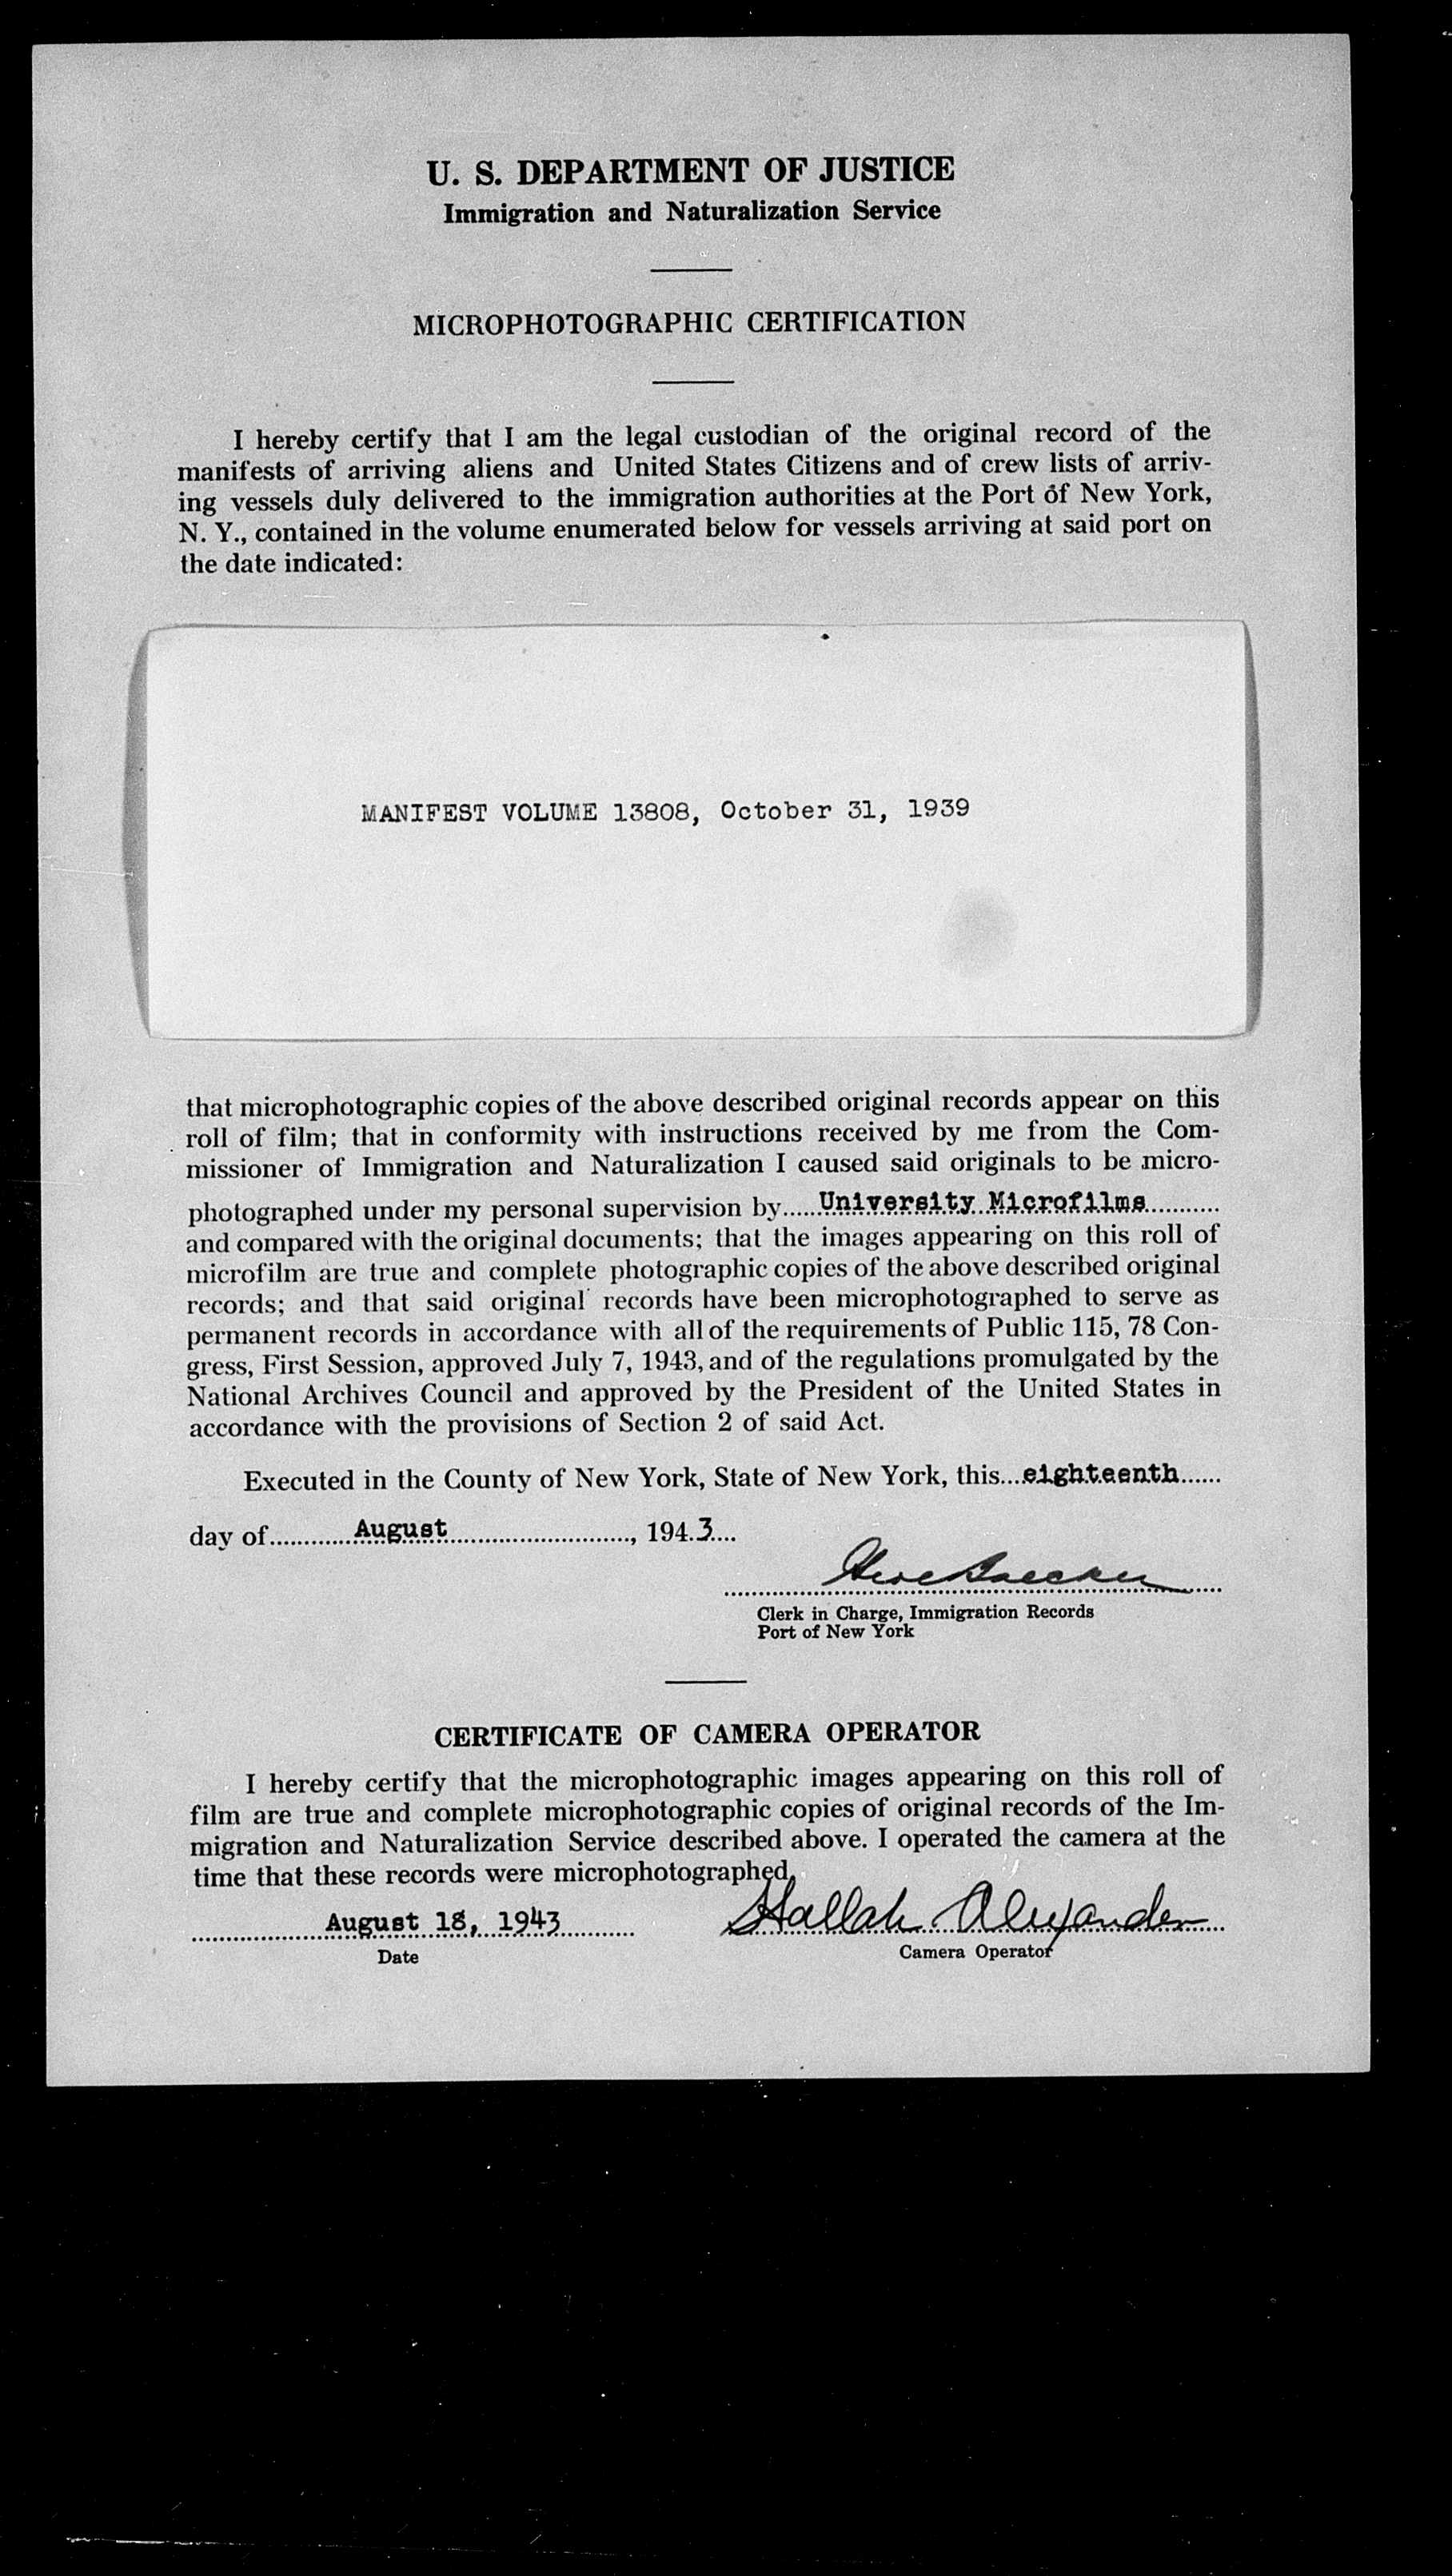 U. S. DEPARTMENT OF JUSTICE
Immigration and Naturalization Service
MICROPHOTOGRAPHIC CERTIFICATION
I hereby certify that I am the legal custodian of the original record of the
manifests of arriving aliens and United States Citizens and of crew lists of arriv-
ing vessels duly delivered to the immigration authorities at the Port of New York,
N. Y., contained in the volume enumerated below for vessels arriving at said port on
the date indicated:
MANIFEST VOLUME 13808, October 31, 1939
that microphotographic copies of the above described original records appear on this
roll of film; that in conformity with instructions received by me from the Com-
missioner of Immigration and Naturalization I caused said originals to be micro-
photographed under my personal supervision by......University Microfilms...........
and compared with the original documents; that the images appearing on this roll of
microfilm are true and complete photographic copies of the above described original
records; and that said original records have been microphotographed to serve as
permanent records in accordance with all of the requirements of Public 115, 78 Con-
gress, First Session, approved July 7, 1943, and of the regulations promulgated by the
National Archives Council and approved by the President of the United States in
accordance with the provisions of Section 2 of said Act.
Executed in the County of New York, State of New York, this...eighteenth......
day of............August............................, 194.3....
Clerk in Charge, Immigration Records
Port of New York
CERTIFICATE OF CAMERA OPERATOR
I hereby certify that the microphotographic images appearing on this roll of
film are true and complete microphotographic copies of original records of the Im-
migration and Naturalization Service described above. I operated the camera at the
time that these records were microphotographed.
August 18, 1943 Alexander
Date Camera Operator